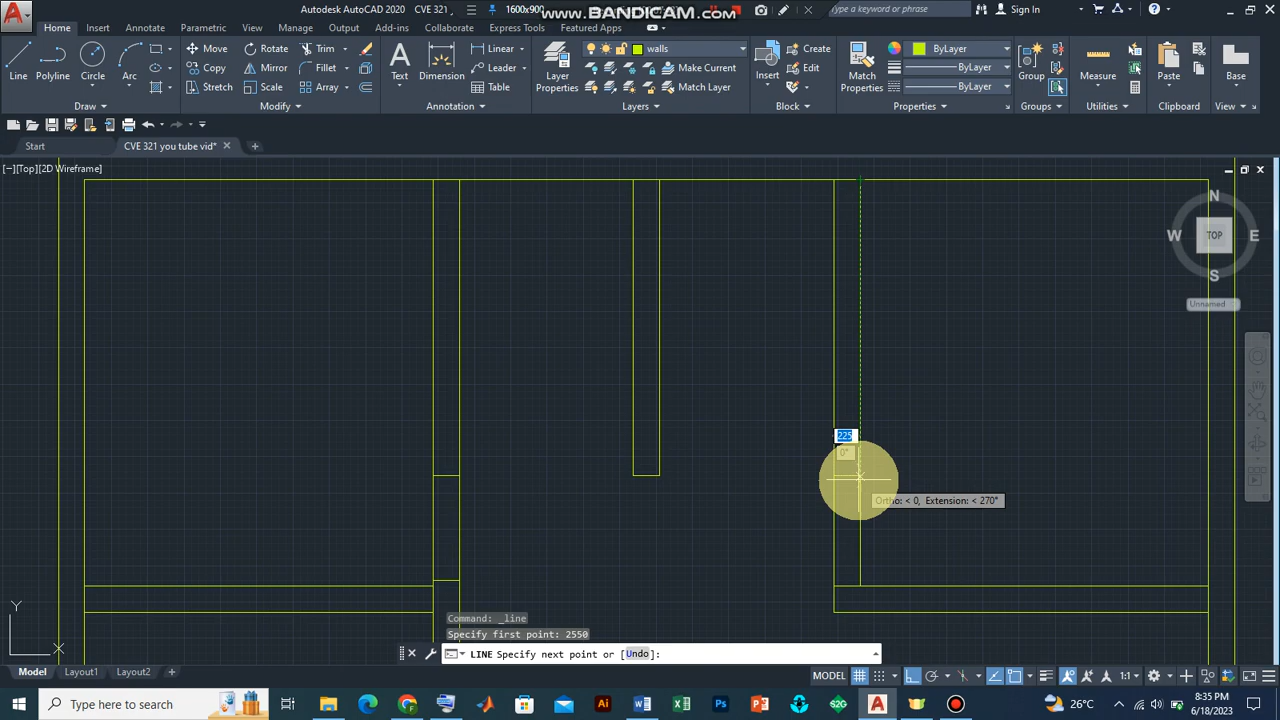 Autodesk AutoCAD 2020 CVE 321 1600x900 www.BANDICAM.com Type a keyword or phrase Sign In
Home Insert Annotate Parametric View Manage Output Collaborate Express Tools Featured Apps
Line Polyline Circle Arc Move Rotate Trim Text Dimension Linear Layer Properties walls Insert Create Match Properties ByLayer Group Measure Paste Base
Copy Mirror Fillet Leader Make Current Edit ByLayer
Stretch Scale Array Table Match Layer ByLayer
Draw Modify Annotation Layers Block Properties Groups Utilities Clipboard View
Start CVE 321 you tube vid*
[−][Top][2D Wireframe]
N
W TOP E
S
Unnamed
225
0°
Ortho: < 0, Extension: < 270°
Y
X
Command: _line
Specify first point: 2550
LINE Specify next point or [Undo]:
Model Layout1 Layout2 MODEL 1:1
Type here to search 26°C 8:35 PM
6/18/2023